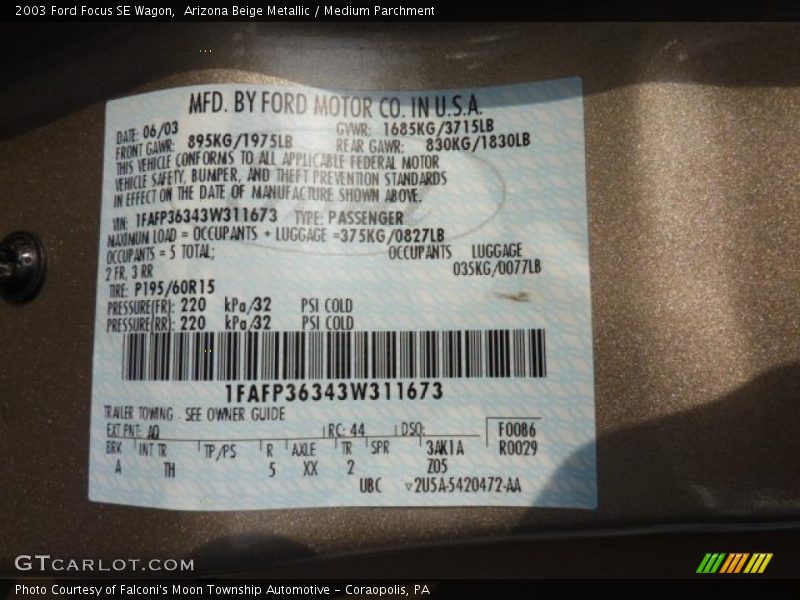 2003 Ford Focus SE Wagon,  Arizona Beige Metallic / Medium Parchment
MFD. BY FORD MOTOR CO. IN U.S.A.
DATE: 06/03 GVWR: 1685KG/3715LB
FRONT GAWR: 895KG/1975LB REAR GAWR: 830KG/1830LB
THIS VEHICLE CONFORMS TO ALL APPLICABLE FEDERAL MOTOR
VEHICLE SAFETY, BUMPER, AND THEFT PREVENTION STANDARDS
IN EFFECT ON THE DATE OF MANUFACTURE SHOWN ABOVE.
VIN: 1FAFP36343W311673 TYPE: PASSENGER
MAXIMUM LOAD = OCCUPANTS + LUGGAGE =375KG/0827LB
OCCUPANTS = 5 TOTAL; OCCUPANTS LUGGAGE
2 FR, 3 RR 035KG/0077LB
TIRE: P195/60R15
PRESSURE(FR): 220 kPa/32 PSI COLD
PRESSURE(RR): 220 kPa/32 PSI COLD
1FAFP36343W311673
TRAILER TOWING - SEE OWNER GUIDE
EXT PNT: AQ RC: 44 DSO: F0086
BRK INT TR TP/PS R AXLE TR SPR 3AK1A R0029
A TH 5 XX 2 Z05
UBC ▿2U5A-5420472-AA
GTCARLOT.COM
Photo Courtesy of Falconi's Moon Township Automotive – Coraopolis, PA